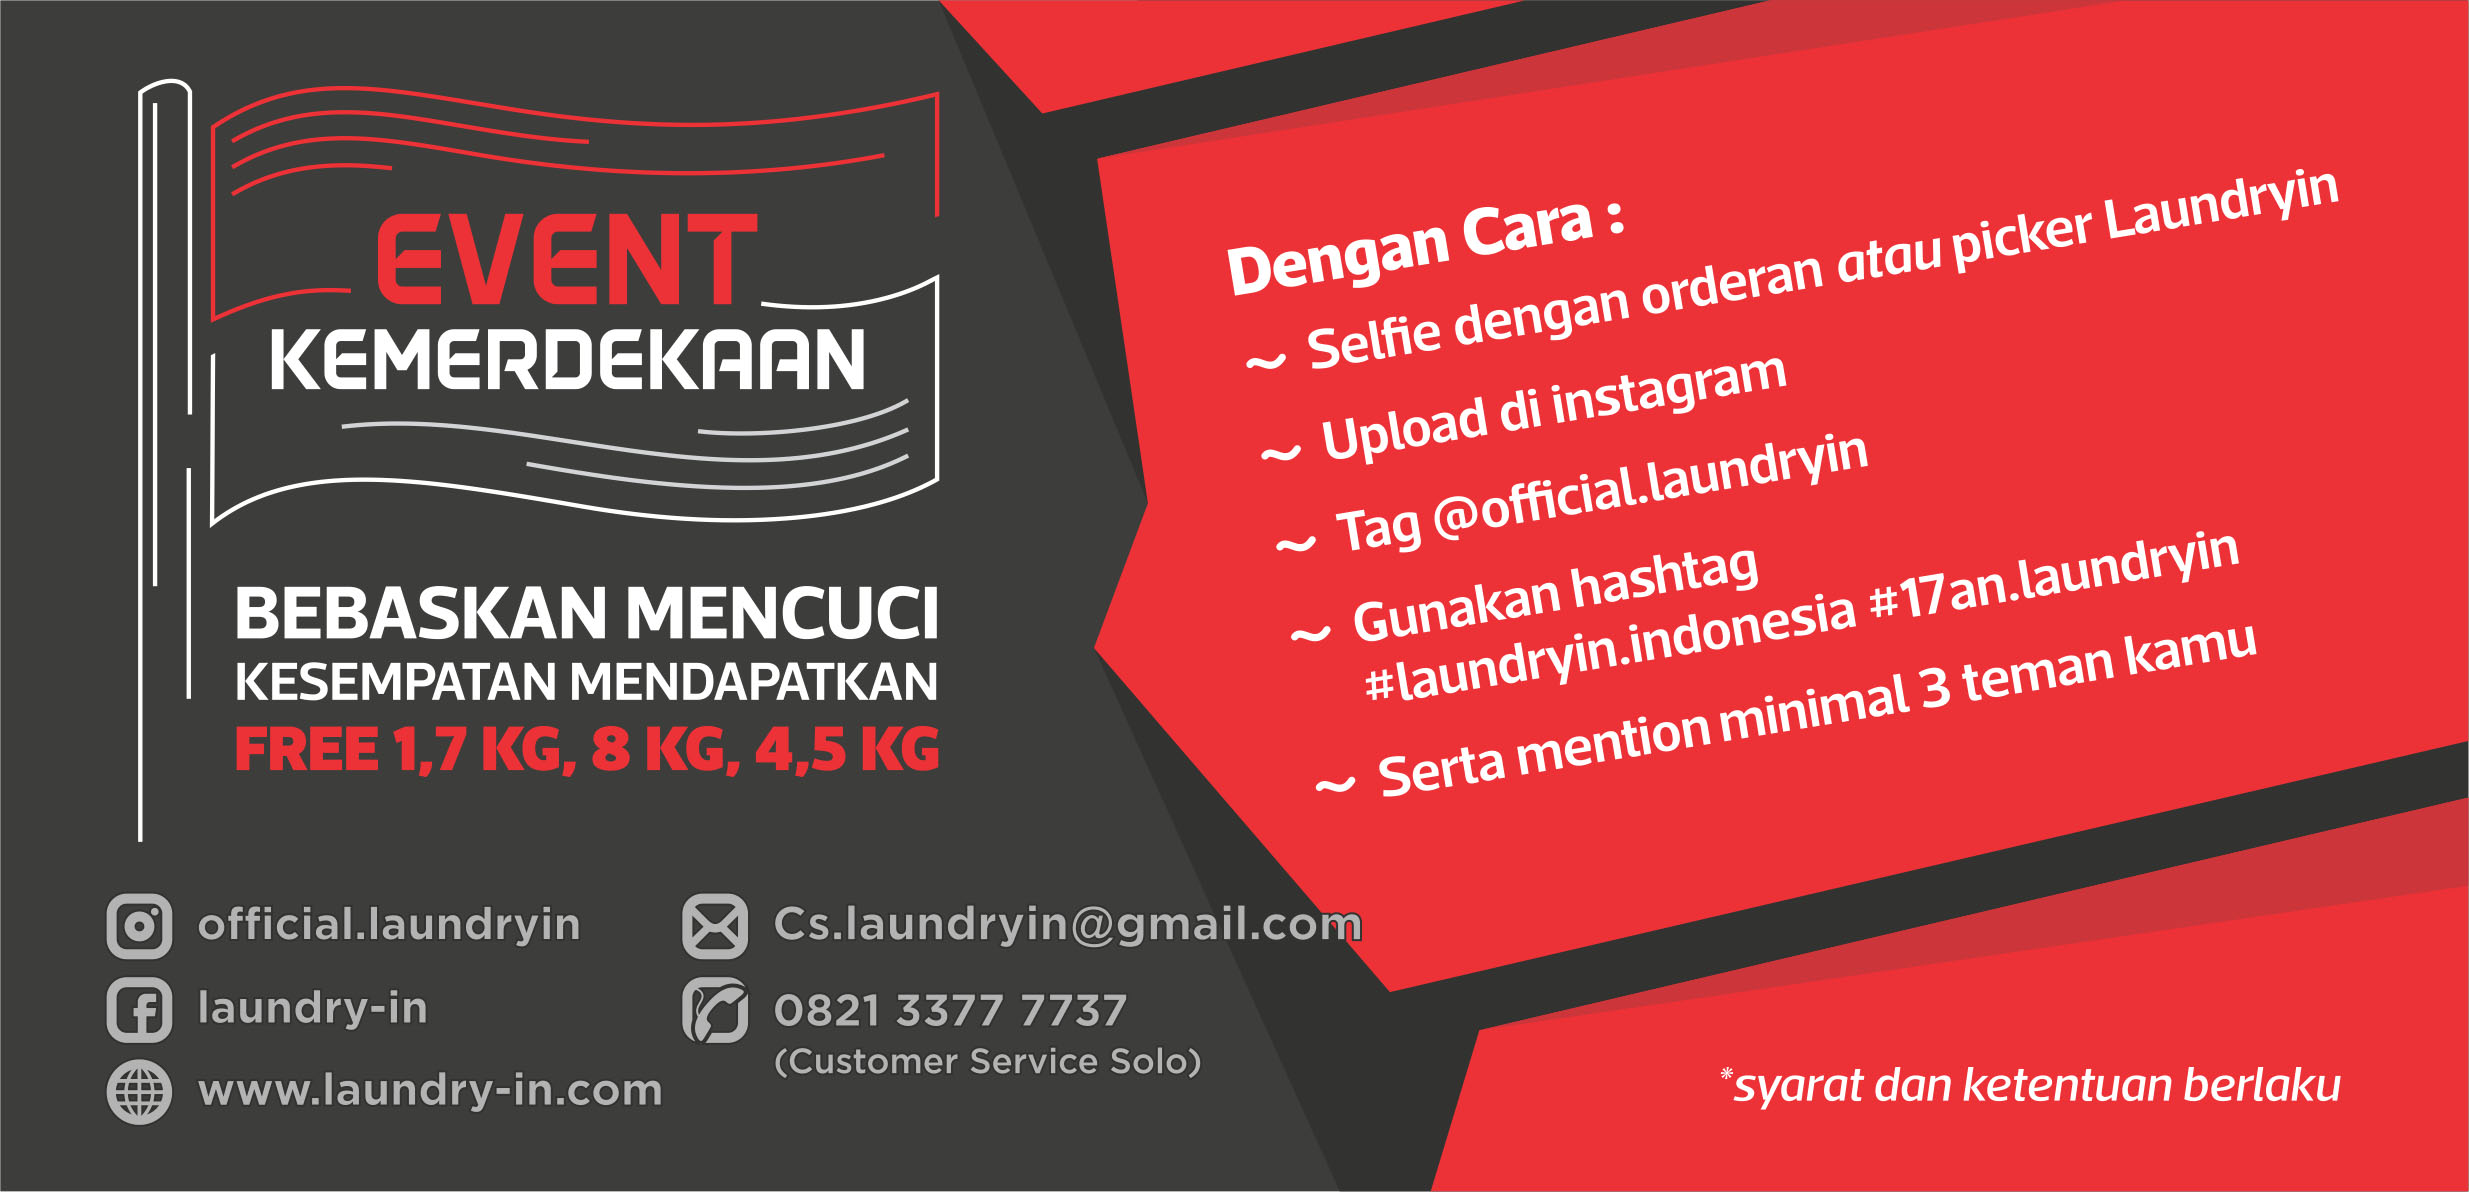 EVENT
KEMERDEKAAN
BEBASKAN MENCUCI
KESEMPATAN MENDAPATKAN
FREE 1,7 KG, 8 KG, 4,5 KG
official.laundryin
laundry-in
www.laundry-in.com
Cs.laundryin@gmail.com
0821 3377 7737
(Customer Service Solo)
Dengan Cara :
~ Selfie dengan orderan atau picker Laundryin
~ Upload di instagram
~ Tag @official.laundryin
~ Gunakan hashtag
#laundryin.indonesia #17an.laundryin
~ Serta mention minimal 3 teman kamu
*syarat dan ketentuan berlaku